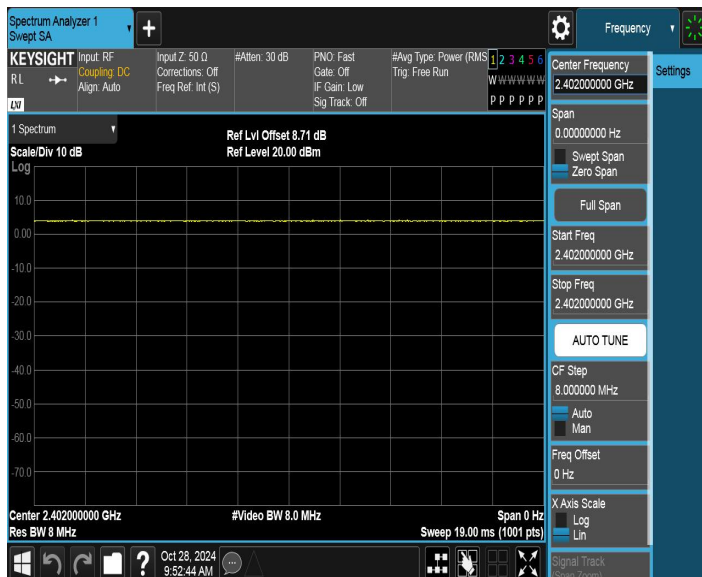 Spectrum Analyzer 1
Swept SA
Frequency
KEYSIGHT
RL
LXI
Input: RF
Coupling: DC
Align: Auto
Input Z: 50 Ω
Corrections: Off
Freq Ref: Int (S)
#Atten: 30 dB
PNO: Fast
Gate: Off
IF Gain: Low
Sig Track: Off
#Avg Type: Power (RMS
Trig: Free Run
1 2 3 4 5 6
W W W W W W
P P P P P P
Center Frequency
2.402000000 GHz
Settings
Span
0.00000000 Hz
Swept Span
Zero Span
Full Span
Start Freq
2.402000000 GHz
Stop Freq
2.402000000 GHz
AUTO TUNE
CF Step
8.000000 MHz
Auto
Man
Freq Offset
0 Hz
X Axis Scale
Log
Lin
Signal Track
(Span Zoom)
1 Spectrum
Scale/Div 10 dB
Log
Ref Lvl Offset 8.71 dB
Ref Level 20.00 dBm
10.0
0.00
-10.0
-20.0
-30.0
-40.0
-50.0
-60.0
-70.0
Center 2.402000000 GHz
#Video BW 8.0 MHz
Span 0 Hz
Res BW 8 MHz
Sweep 19.00 ms (1001 pts)
?
Oct 28, 2024
9:52:44 AM